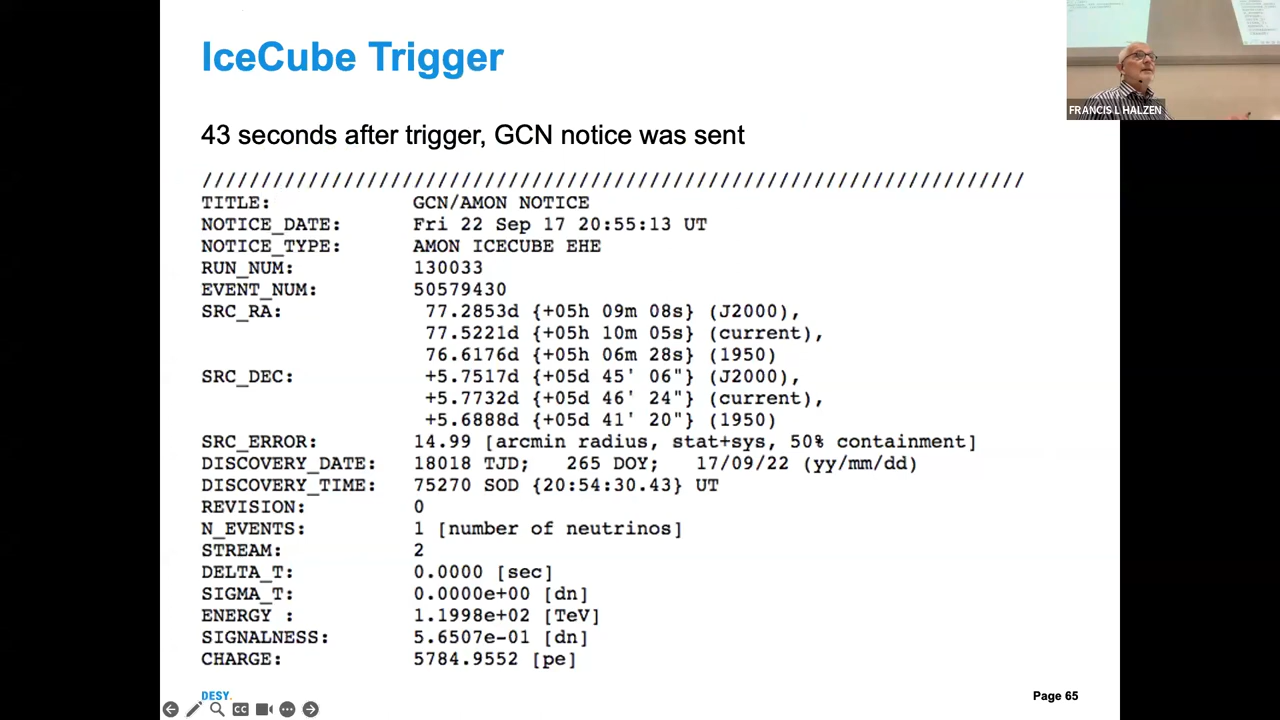 IceCube Trigger
FRANCIS L HALZEN
43 seconds after trigger, GCN notice was sent
//////////////////////////////////////////////////////////////////////
TITLE: GCN/AMON NOTICE
NOTICE_DATE: Fri 22 Sep 17 20:55:13 UT
NOTICE_TYPE: AMON ICECUBE EHE
RUN_NUM: 130033
EVENT_NUM: 50579430
SRC_RA: 77.2853d {+05h 09m 08s} (J2000),
77.5221d {+05h 10m 05s} (current),
76.6176d {+05h 06m 28s} (1950)
SRC_DEC: +5.7517d {+05d 45' 06"} (J2000),
+5.7732d {+05d 46' 24"} (current),
+5.6888d {+05d 41' 20"} (1950)
SRC_ERROR: 14.99 [arcmin radius, stat+sys, 50% containment]
DISCOVERY_DATE: 18018 TJD; 265 DOY; 17/09/22 (yy/mm/dd)
DISCOVERY_TIME: 75270 SOD {20:54:30.43} UT
REVISION: 0
N_EVENTS: 1 [number of neutrinos]
STREAM: 2
DELTA_T: 0.0000 [sec]
SIGMA_T: 0.0000e+00 [dn]
ENERGY : 1.1998e+02 [TeV]
SIGNALNESS: 5.6507e-01 [dn]
CHARGE: 5784.9552 [pe]
DESY.
Page 65
CC